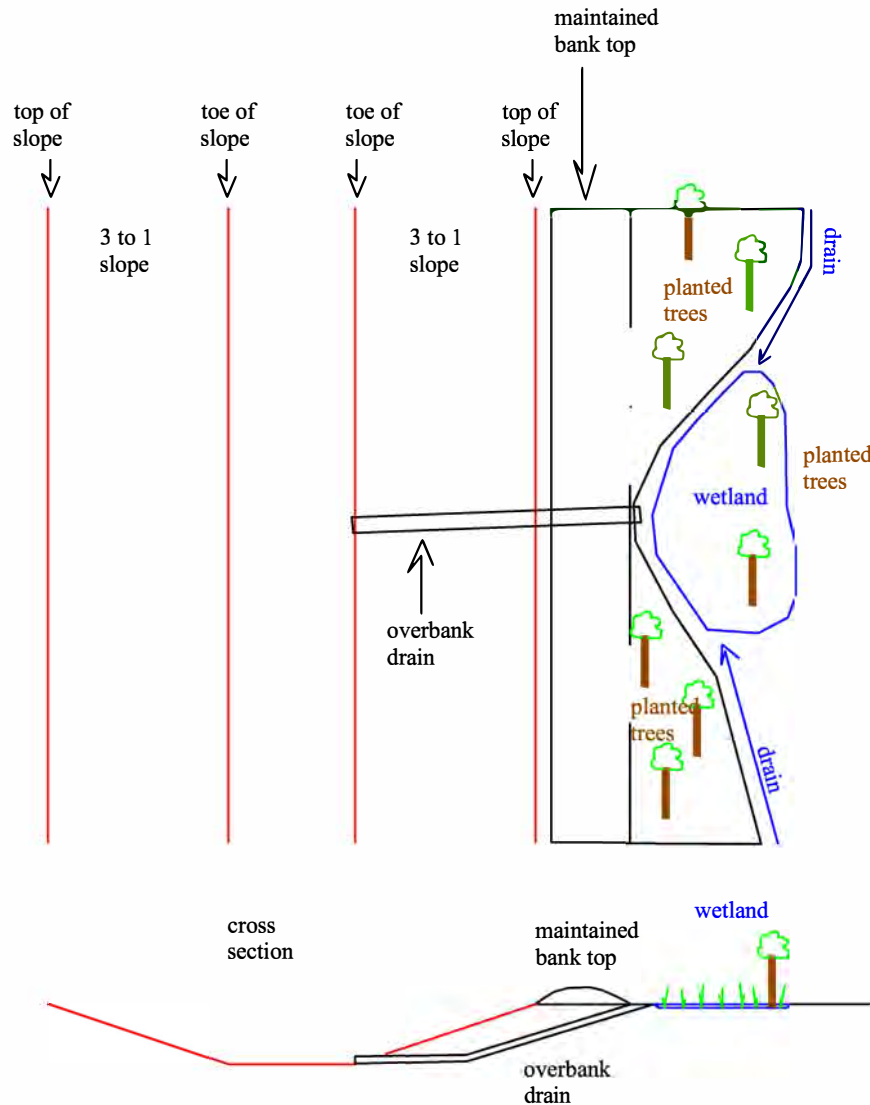 maintained
bank top
top of
slope
toe of
slope
toe of
slope
top of
slope
3 to 1
slope
3 to 1
slope
drain
planted
trees
planted
trees
wetland
overbank
drain
planted
trees
drain
cross
section
maintained
bank top
wetland
overbank
drain